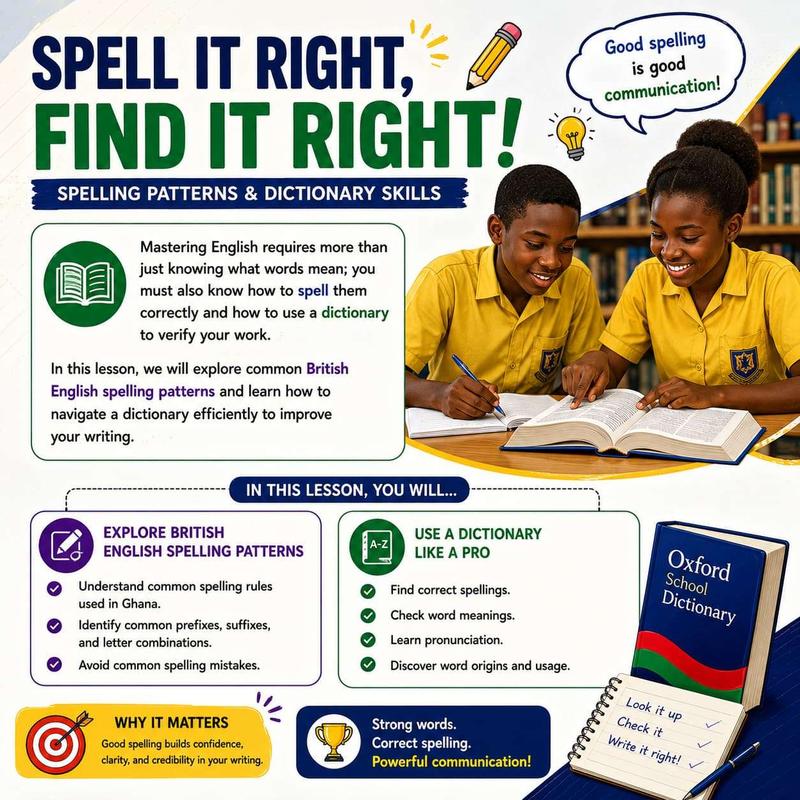 SPELL IT RIGHT,
FIND IT RIGHT!
SPELLING PATTERNS & DICTIONARY SKILLS
Good spelling
is good
communication!
Mastering English requires more than
just knowing what words mean; you
must also know how to spell them
correctly and how to use a dictionary
to verify your work.
In this lesson, we will explore common British
English spelling patterns and learn how to
navigate a dictionary efficiently to improve
your writing.
IN THIS LESSON, YOU WILL...
EXPLORE BRITISH
ENGLISH SPELLING PATTERNS
Understand common spelling rules
used in Ghana.
Identify common prefixes, suffixes,
and letter combinations.
Avoid common spelling mistakes.
A-Z
USE A DICTIONARY
LIKE A PRO
Find correct spellings.
Check word meanings.
Learn pronunciation.
Discover word origins and usage.
Oxford
School
Dictionary
Look it up
Check it
Write it right!
WHY IT MATTERS
Good spelling builds confidence,
clarity, and credibility in your writing.
Strong words.
Correct spelling.
Powerful communication!